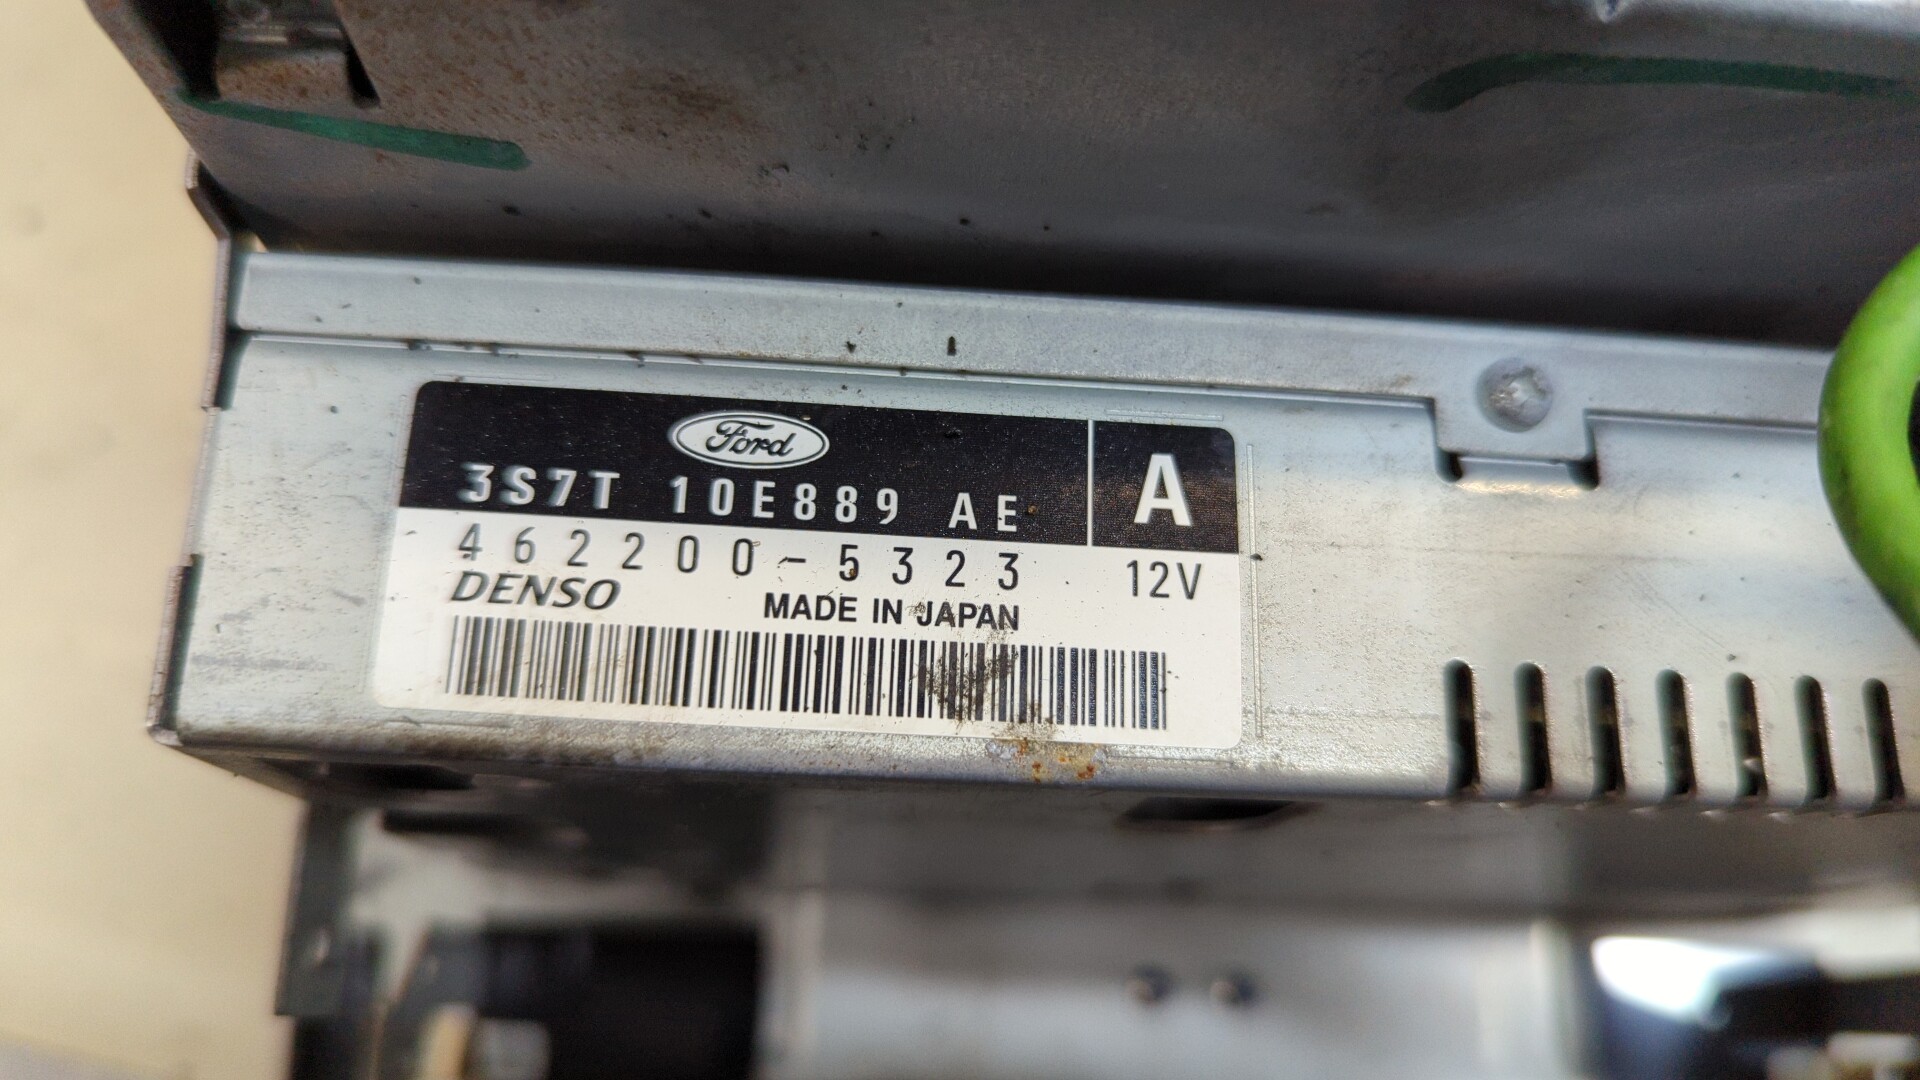 Ford
3S7T 10E889 AE
A
462200-5323
12V
DENSO
MADE IN JAPAN